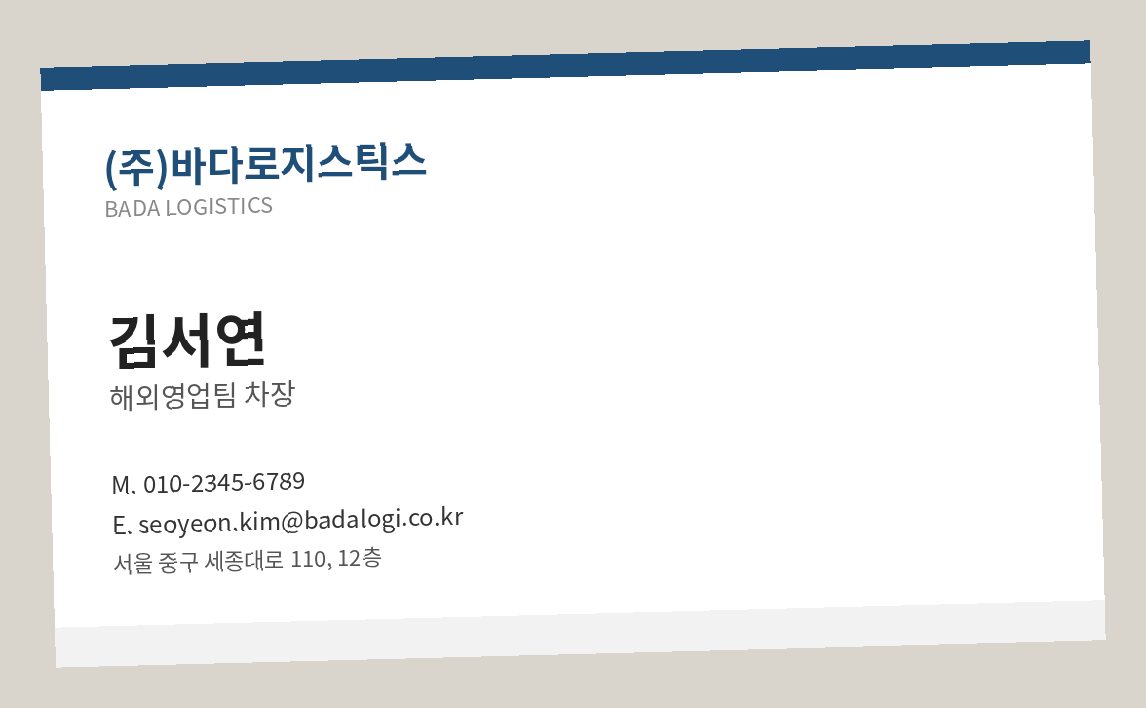 (주)바다로지스틱스
BADA LOGISTICS
김서연
해외영업팀 차장
M. 010-2345-6789
E. seoyeon.kim@badalogi.co.kr
서울 중구 세종대로 110, 12층